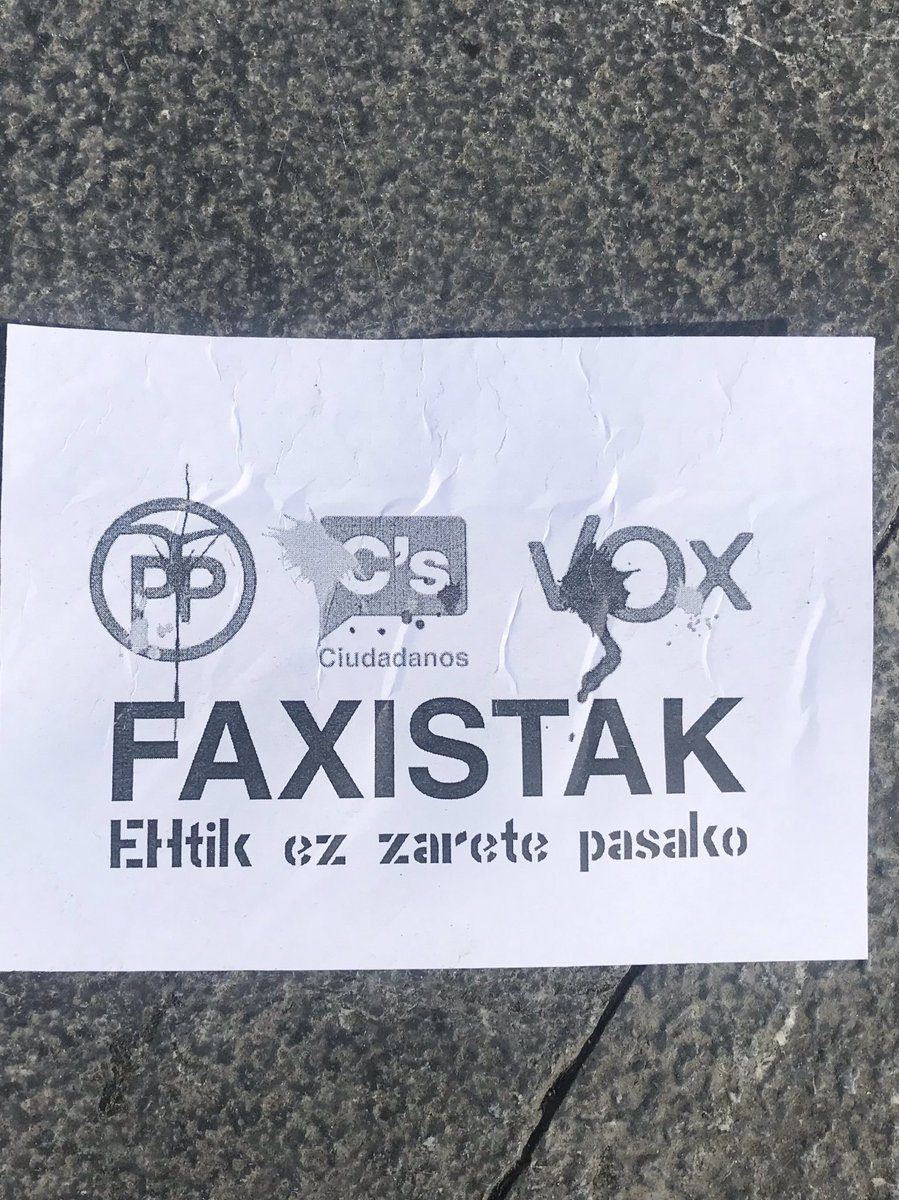 PP C's VOX
Ciudadanos
FAXISTAK
EHtik ez zarete pasako